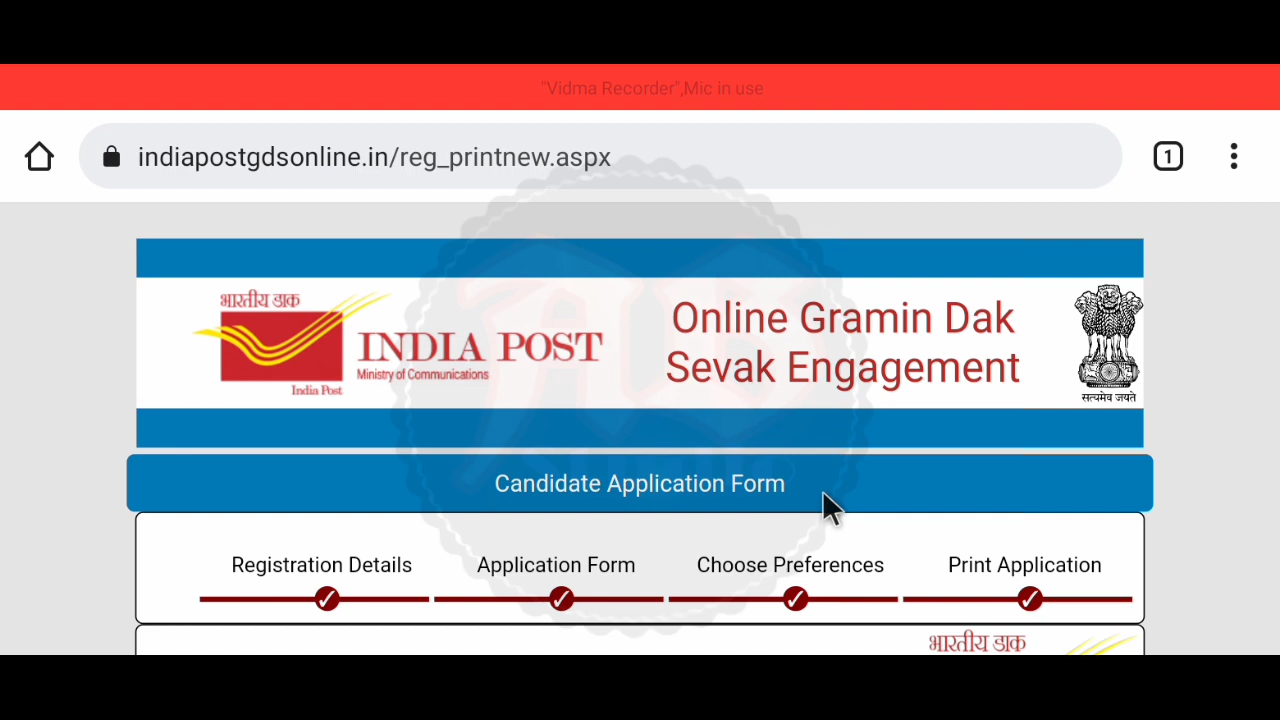 "Vidma Recorder",Mic in use
indiapostgdsonline.in/reg_printnew.aspx
1
भारतीय डाक
INDIA POST
Ministry of Communications
India Post
Online Gramin Dak
Sevak Engagement
सत्यमेव जयते
Candidate Application Form
Registration Details
Application Form
Choose Preferences
Print Application
भारतीय डाक